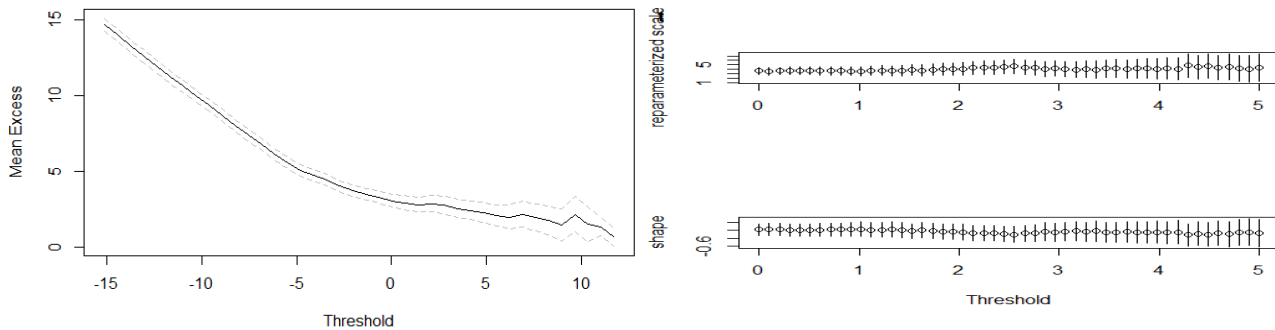 Mean Excess
15
10
5
0
-15 -10 -5 0 5 10
Threshold
reparameterized scale
1 5
0 1 2 3 4 5
shape
-0.6
0 1 2 3 4 5
Threshold